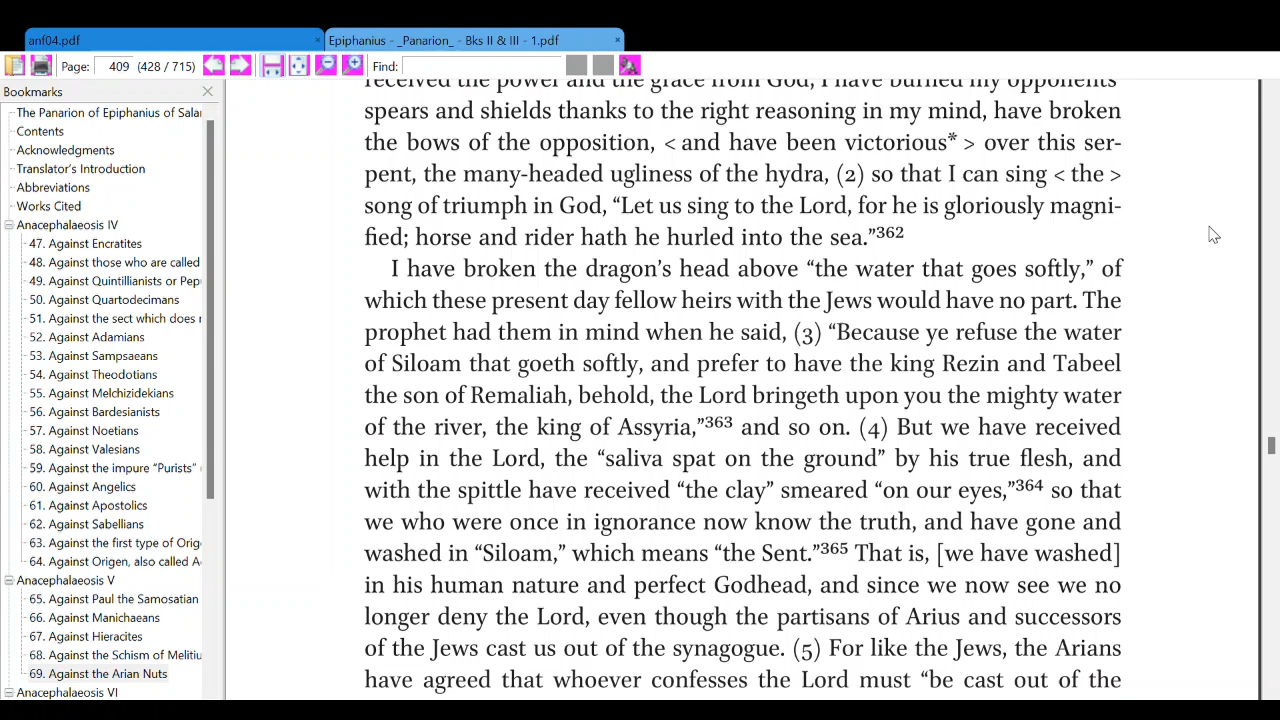 anf04.pdf
Epiphanius - _Panarion_ - Bks II & III - 1.pdf
Page: 409 (428 / 715)
Find:
Bookmarks
The Panarion of Epiphanius of Salar
Contents
Acknowledgments
Translator's Introduction
Abbreviations
Works Cited
Anacephalaeosis IV
47. Against Encratites
48. Against those who are called
49. Against Quintillianists or Pep
50. Against Quartodecimans
51. Against the sect which does r
52. Against Adamians
53. Against Sampsaeans
54. Against Theodotians
55. Against Melchizidekians
56. Against Bardesianists
57. Against Noetians
58. Against Valesians
59. Against the impure “Purists” (
60. Against Angelics
61. Against Apostolics
62. Against Sabellians
63. Against the first type of Orig
64. Against Origen, also called A
Anacephalaeosis V
65. Against Paul the Samosatian
66. Against Manichaeans
67. Against Hieracites
68. Against the Schism of Melitiu
69. Against the Arian Nuts
Anacephalaeosis VI
received the power and the grace from God, I have burned my opponents’
spears and shields thanks to the right reasoning in my mind, have broken
the bows of the opposition, < and have been victorious* > over this ser-
pent, the many-headed ugliness of the hydra, (2) so that I can sing < the >
song of triumph in God, “Let us sing to the Lord, for he is gloriously magni-
fied; horse and rider hath he hurled into the sea.”362
I have broken the dragon’s head above “the water that goes softly,” of
which these present day fellow heirs with the Jews would have no part. The
prophet had them in mind when he said, (3) “Because ye refuse the water
of Siloam that goeth softly, and prefer to have the king Rezin and Tabeel
the son of Remaliah, behold, the Lord bringeth upon you the mighty water
of the river, the king of Assyria,”363 and so on. (4) But we have received
help in the Lord, the “saliva spat on the ground” by his true flesh, and
with the spittle have received “the clay” smeared “on our eyes,”364 so that
we who were once in ignorance now know the truth, and have gone and
washed in “Siloam,” which means “the Sent.”365 That is, [we have washed]
in his human nature and perfect Godhead, and since we now see we no
longer deny the Lord, even though the partisans of Arius and successors
of the Jews cast us out of the synagogue. (5) For like the Jews, the Arians
have agreed that whoever confesses the Lord must “be cast out of the